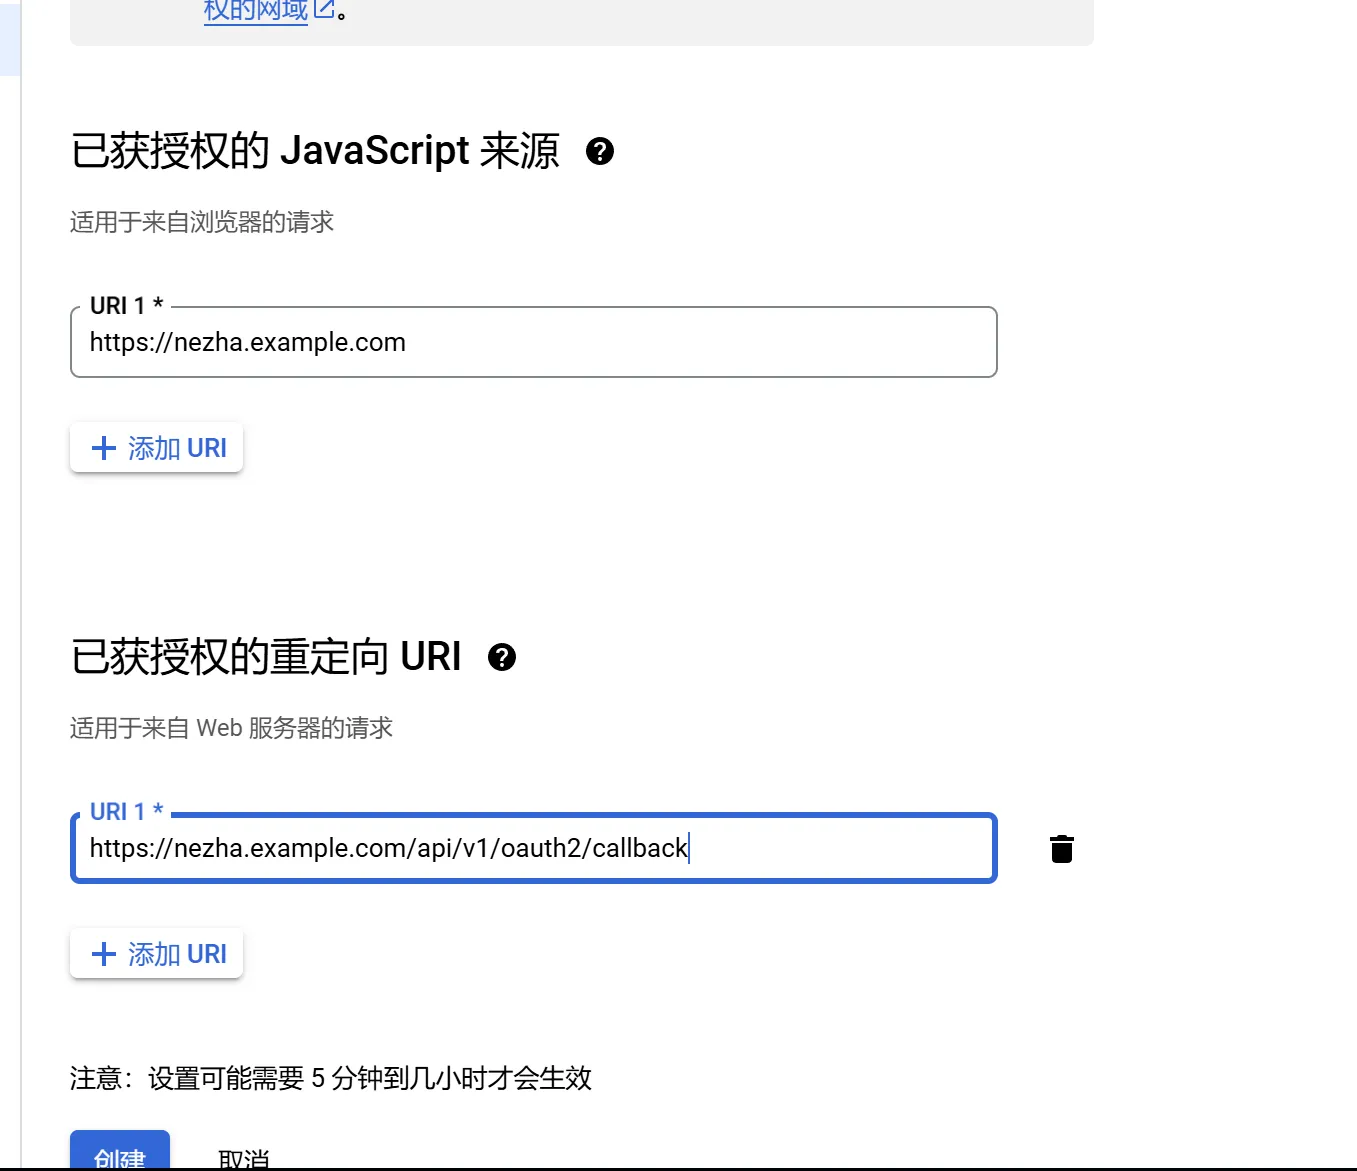 权的网域。
已获授权的 JavaScript 来源
适用于来自浏览器的请求
URI 1 *
https://nezha.example.com
添加 URI
已获授权的重定向 URI
适用于来自 Web 服务器的请求
URI 1 *
https://nezha.example.com/api/v1/oauth2/callback
添加 URI
注意：设置可能需要 5 分钟到几小时才会生效
创建
取消